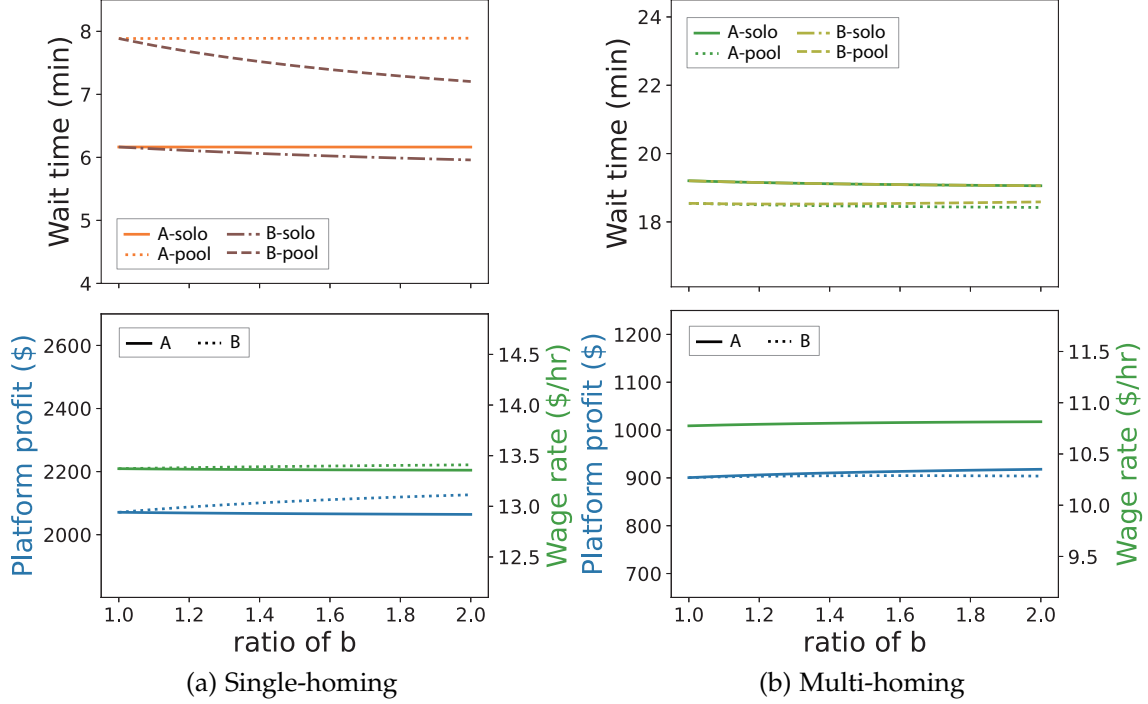 8
7
6
5
4
Wait time (min)
A-solo
A-pool
B-solo
B-pool
24
22
20
18
Wait time (min)
A-solo
A-pool
B-solo
B-pool
2600
2400
2200
2000
Platform profit ($)
A
B
14.5
14.0
13.5
13.0
12.5
Wage rate ($/hr)
1.0 1.2 1.4 1.6 1.8 2.0
ratio of b
(a) Single-homing
1200
1100
1000
900
800
700
Platform profit ($)
A
B
11.5
11.0
10.5
10.0
9.5
Wage rate ($/hr)
1.0 1.2 1.4 1.6 1.8 2.0
ratio of b
(b) Multi-homing